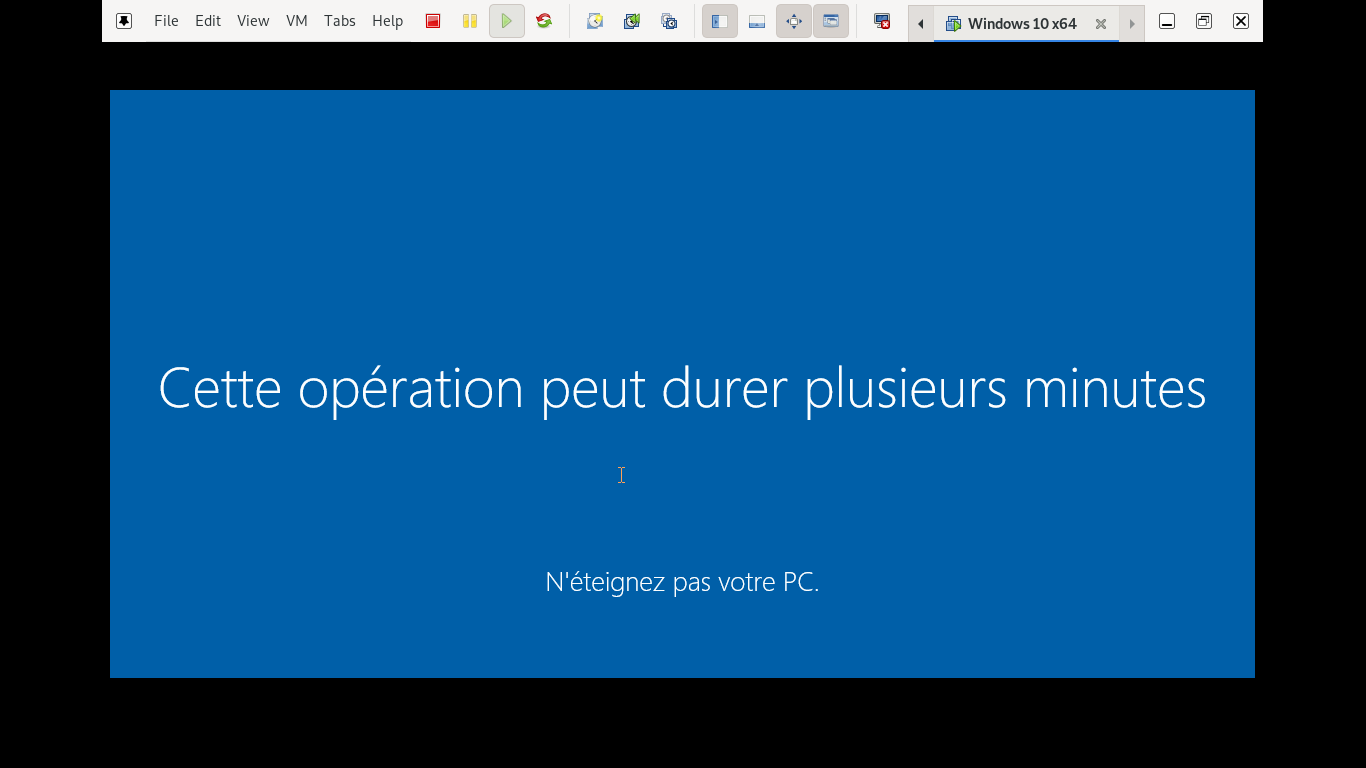 File Edit View VM Tabs Help Windows 10 x64
Cette opération peut durer plusieurs minutes
N'éteignez pas votre PC.